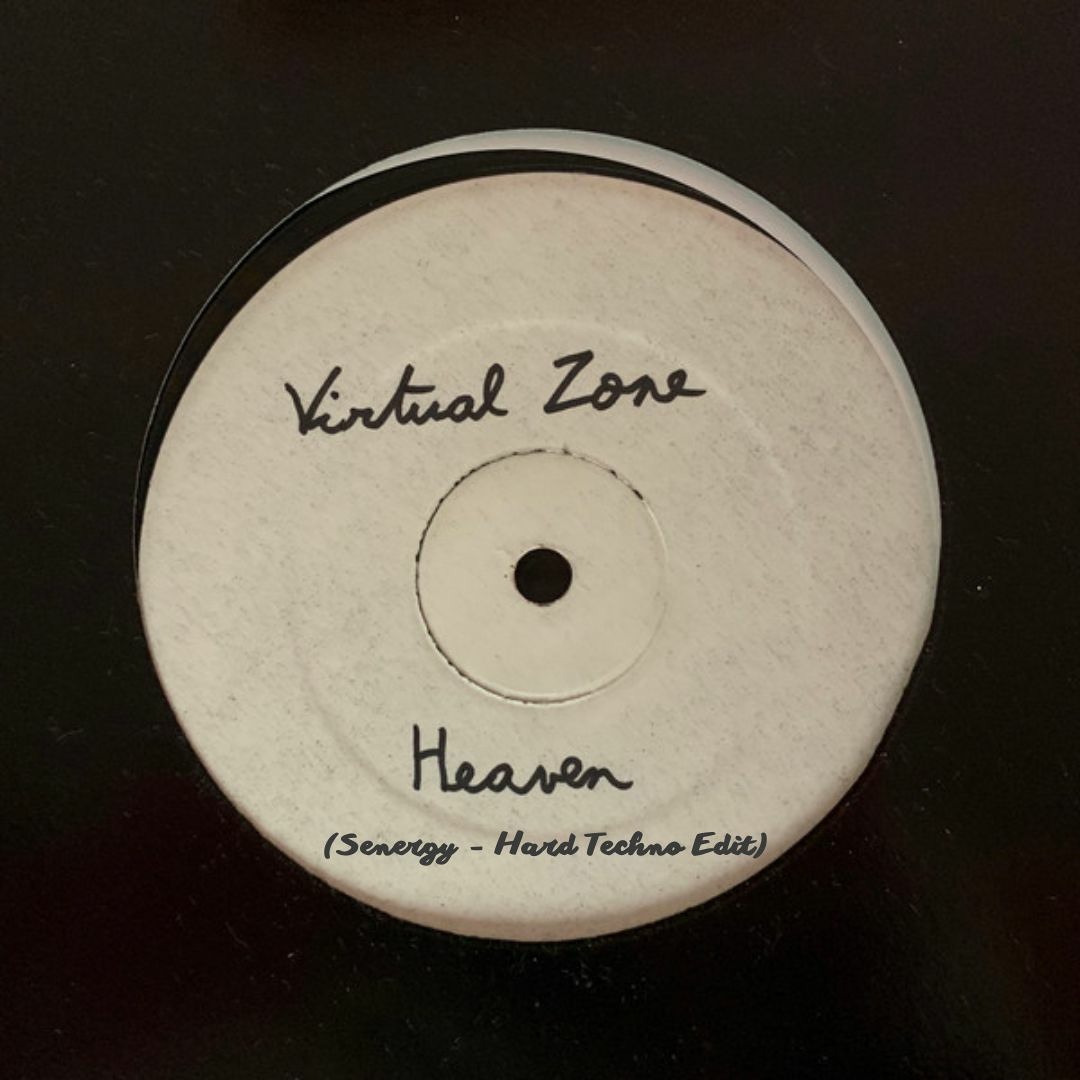 Virtual Zone
Heaven
(Senergy - Hard Techno Edit)